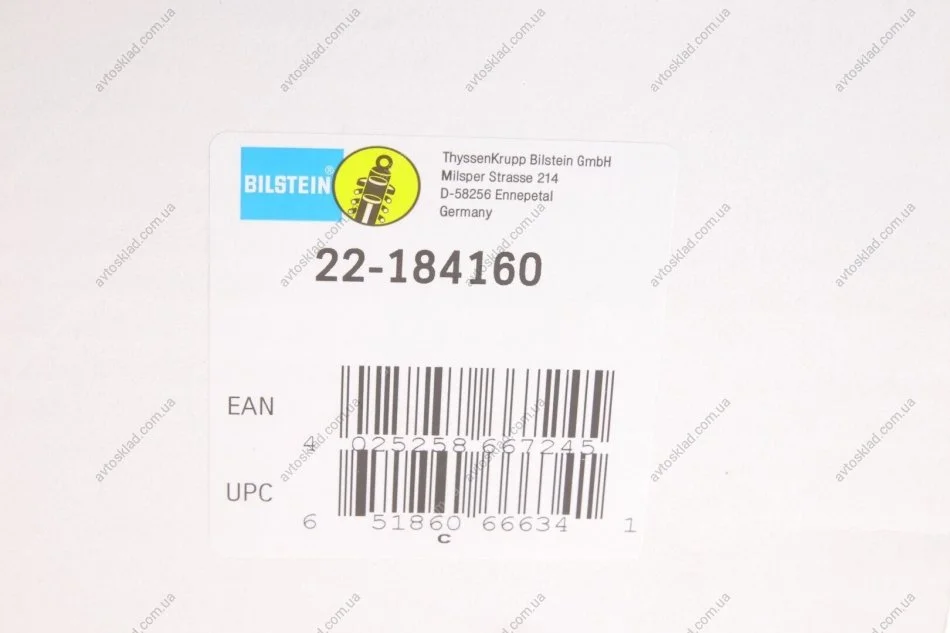 BILSTEIN®
ThyssenKrupp Bilstein GmbH
Milsper Strasse 214
D-58256 Ennepetal
Germany
22-184160
EAN
4 025258 667245
UPC
6 51860 66634 1
C
avtosklad.com.ua